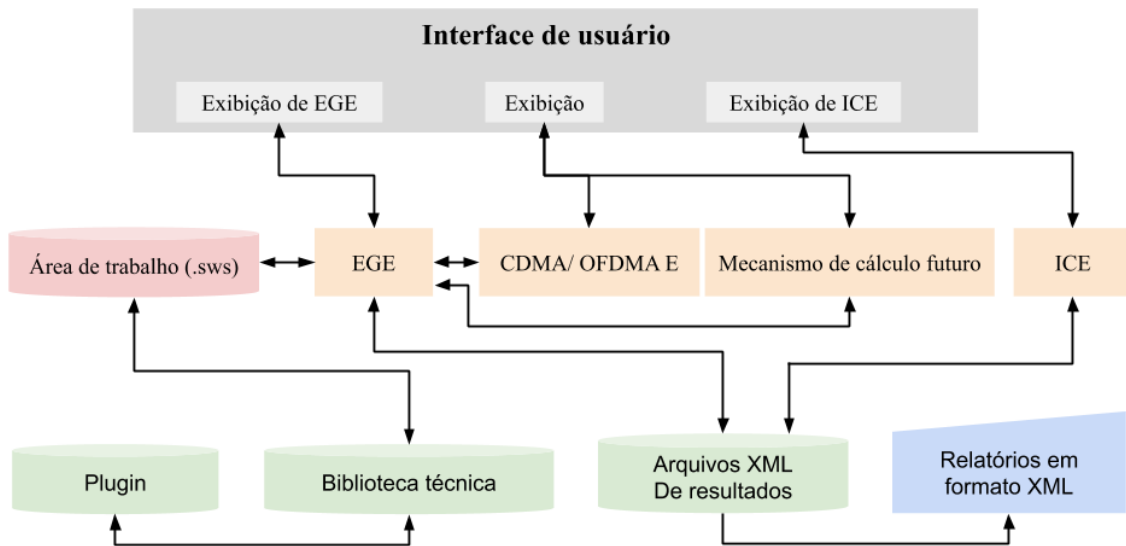 Interface de usuário
Exibição de EGE
Exibição
Exibição de ICE
Área de trabalho (.sws)
EGE
CDMA/ OFDMA E
Mecanismo de cálculo futuro
ICE
Plugin
Biblioteca técnica
Arquivos XML
De resultados
Relatórios em
formato XML